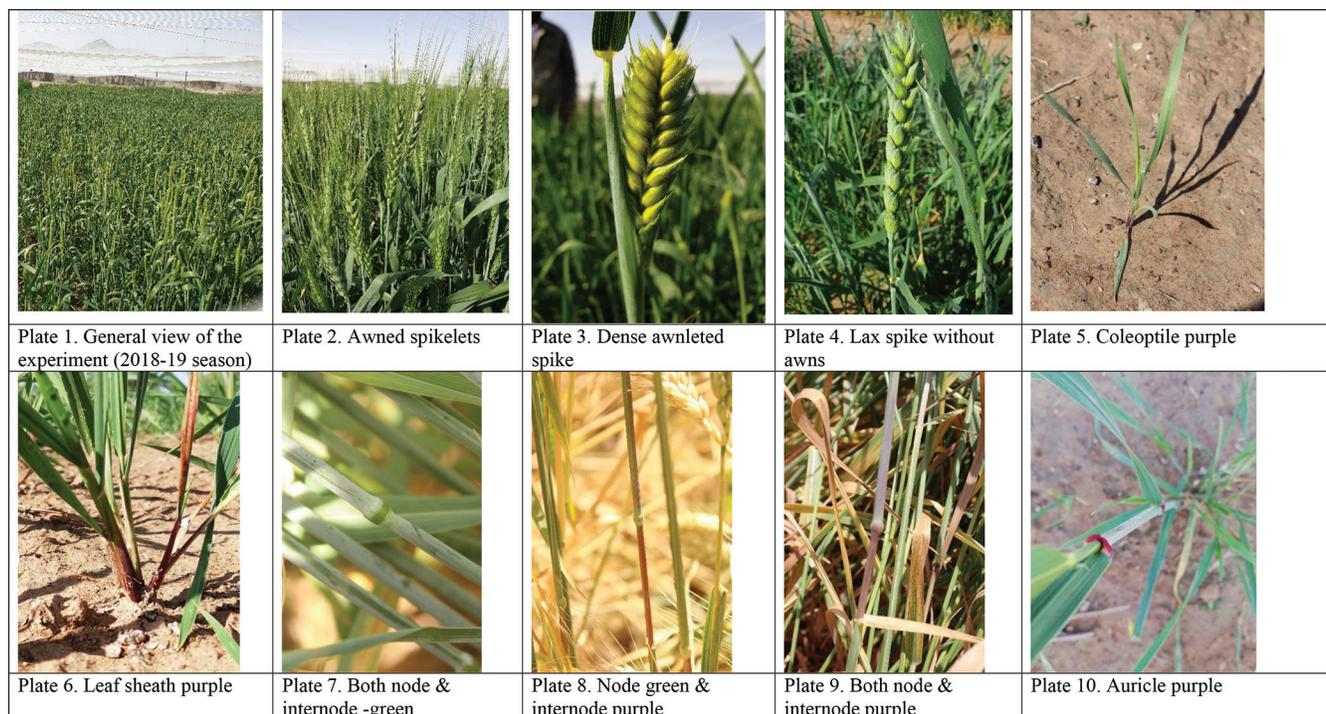 Plate 1. General view of the
experiment (2018-19 season)
Plate 2. Awned spikelets
Plate 3. Dense awnleted
spike
Plate 4. Lax spike without
awns
Plate 5. Coleoptile purple
Plate 6. Leaf sheath purple
Plate 7. Both node &
internode -green
Plate 8. Node green &
internode purple
Plate 9. Both node &
internode purple
Plate 10. Auricle purple